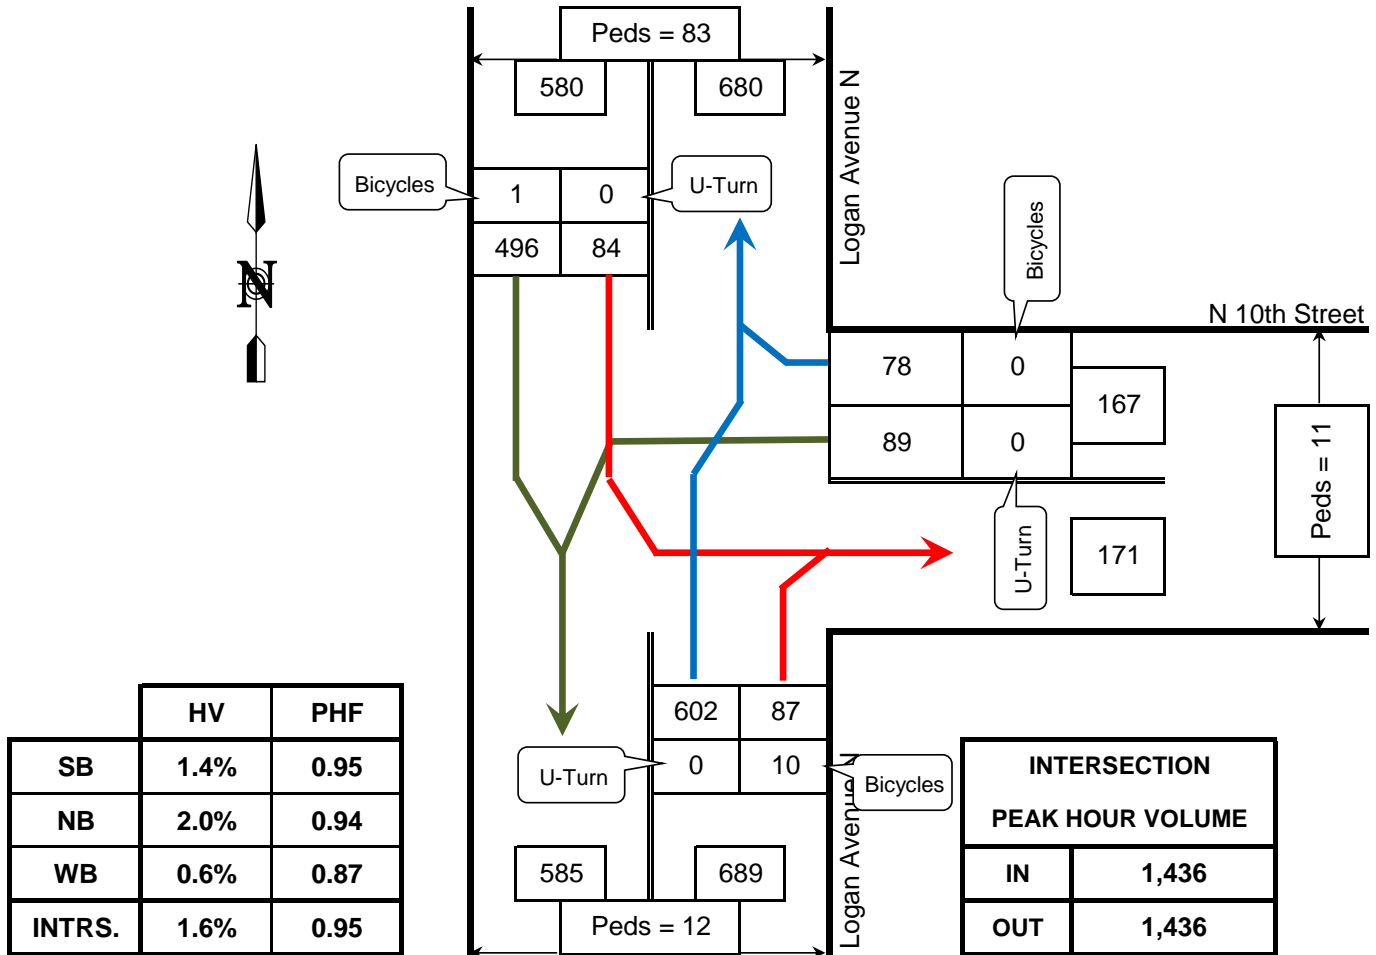 Peds = 83
580
680
Logan Avenue N
Bicycles
1
0
U-Turn
496
84
Bicycles
N
N 10th Street
78
0
167
89
0
Peds = 11
U-Turn
171
602
87
U-Turn
0
10
Bicycles
585
689
Logan Avenue N
Peds = 12
HV PHF
SB 1.4% 0.95
NB 2.0% 0.94
WB 0.6% 0.87
INTRS. 1.6% 0.95
INTERSECTION
PEAK HOUR VOLUME
IN 1,436
OUT 1,436